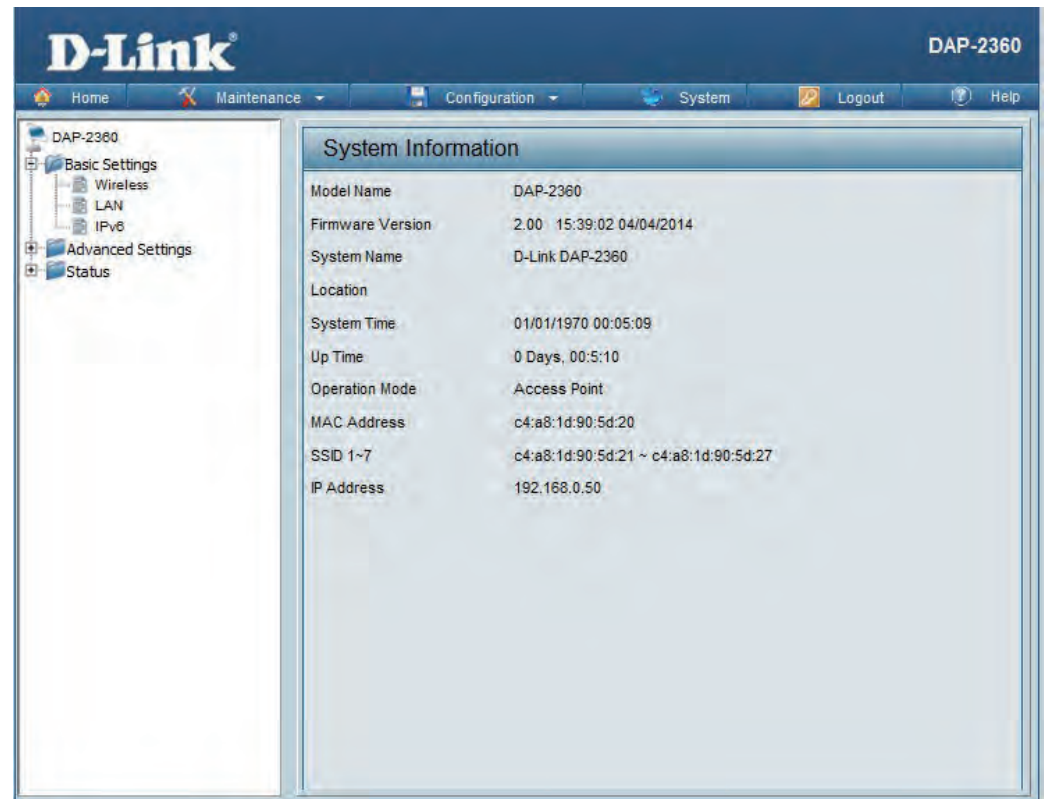 D-Link®
DAP-2360
Home Maintenance Configuration System Logout Help
DAP-2360
Basic Settings
Wireless
LAN
IPv6
Advanced Settings
Status
System Information
Model Name DAP-2360
Firmware Version 2.00 15:39:02 04/04/2014
System Name D-Link DAP-2360
Location
System Time 01/01/1970 00:05:09
Up Time 0 Days, 00:5:10
Operation Mode Access Point
MAC Address c4:a8:1d:90:5d:20
SSID 1~7 c4:a8:1d:90:5d:21 ~ c4:a8:1d:90:5d:27
IP Address 192.168.0.50